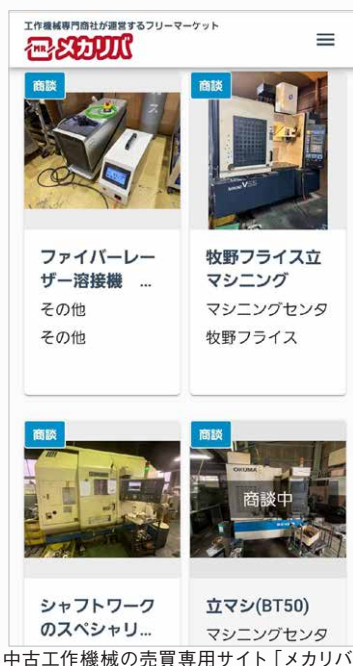 工作機械専門商社が運営するフリーマーケット
MR. メカリバ
商談
商談
ファイバーレー
ザー溶接機 ...
その他
その他
牧野フライス立
マシニング
マシニングセンタ
牧野フライス
商談
商談
OKUMA
商談中
シャフトワーク
のスペシャリ...
立マシ(BT50)
マシニングセンタ
中古工作機械の売買専用サイト「メカリバ